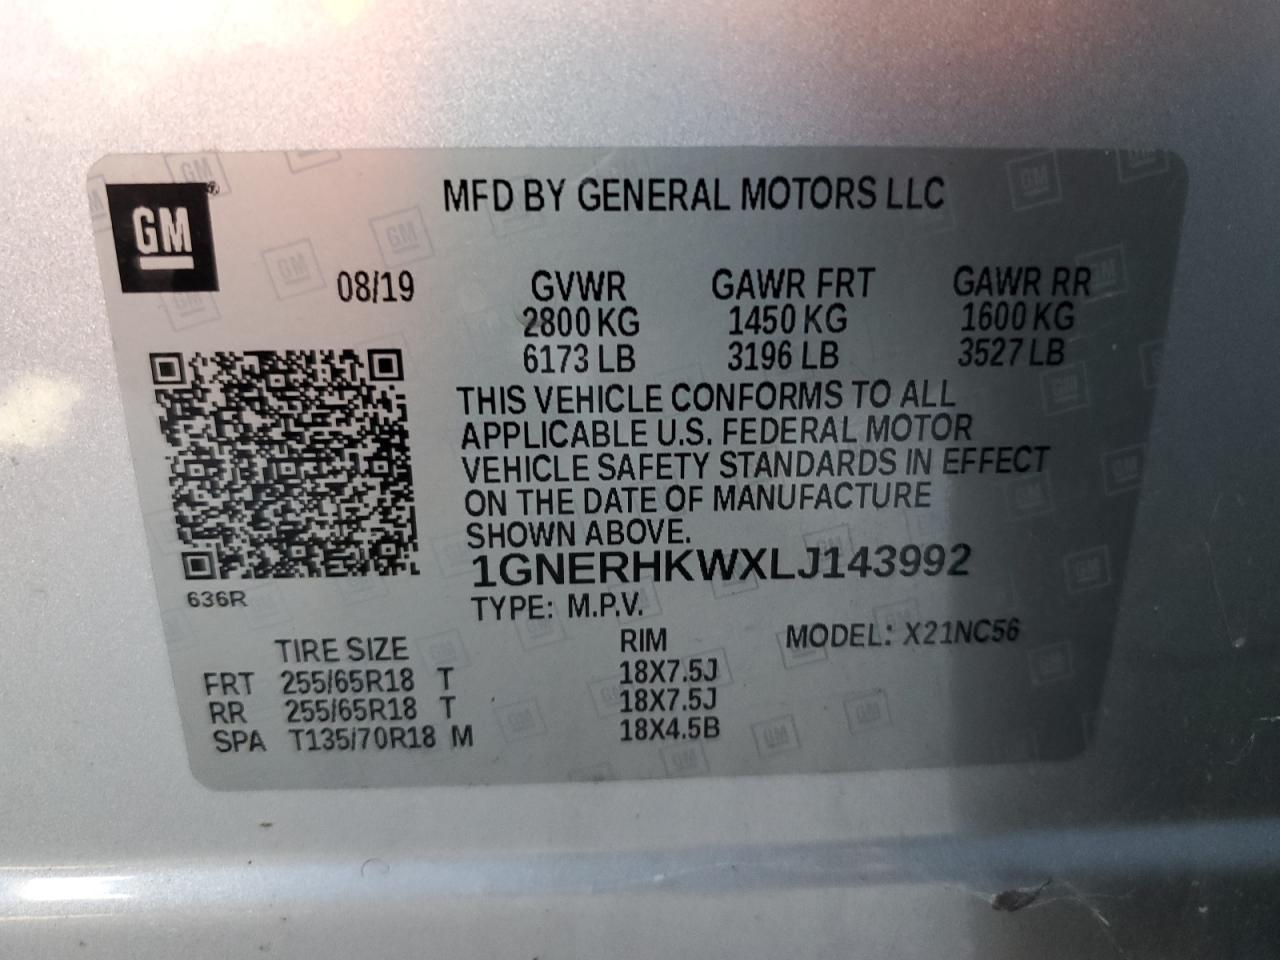 GM
MFD BY GENERAL MOTORS LLC
08/19 GVWR GAWR FRT GAWR RR
2800 KG 1450 KG 1600 KG
6173 LB 3196 LB 3527 LB
THIS VEHICLE CONFORMS TO ALL
APPLICABLE U.S. FEDERAL MOTOR
VEHICLE SAFETY STANDARDS IN EFFECT
ON THE DATE OF MANUFACTURE
SHOWN ABOVE.
1GNERHKWXLJ143992
636R
TYPE: M.P.V.
TIRE SIZE RIM MODEL: X21NC56
FRT 255/65R18 T 18X7.5J
RR 255/65R18 T 18X7.5J
SPA T135/70R18 M 18X4.5B